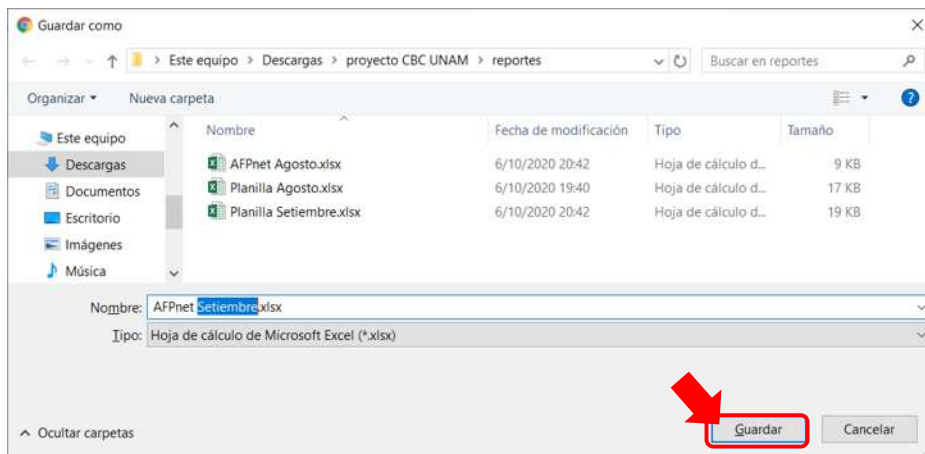 Guardar como
Este equipo > Descargas > proyecto CBC UNAM > reportes
Buscar en reportes
Organizar
Nueva carpeta
Nombre Fecha de modificación Tipo Tamaño
Este equipo
Descargas
Documentos
Escritorio
Imágenes
Música
AFPnet Agosto.xlsx 6/10/2020 20:42 Hoja de cálculo d... 9 KB
Planilla Agosto.xlsx 6/10/2020 19:40 Hoja de cálculo d... 17 KB
Planilla Setiembre.xlsx 6/10/2020 20:42 Hoja de cálculo d... 19 KB
Nombre: AFPnet Setiembre.xlsx
Tipo: Hoja de cálculo de Microsoft Excel (*.xlsx)
Ocultar carpetas
Guardar
Cancelar